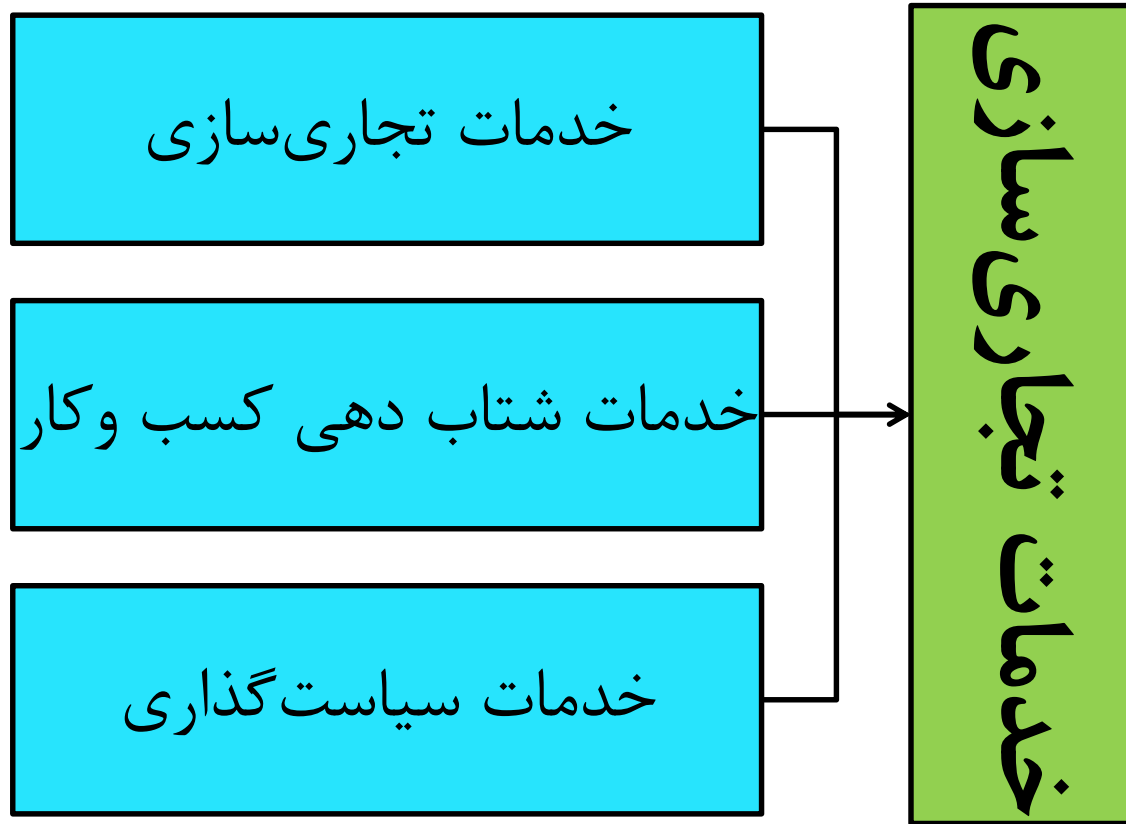 خدمات تجاری‌سازی
خدمات تجاری‌سازی
خدمات شتاب دهی کسب وکار
خدمات سیاست‌گذاری